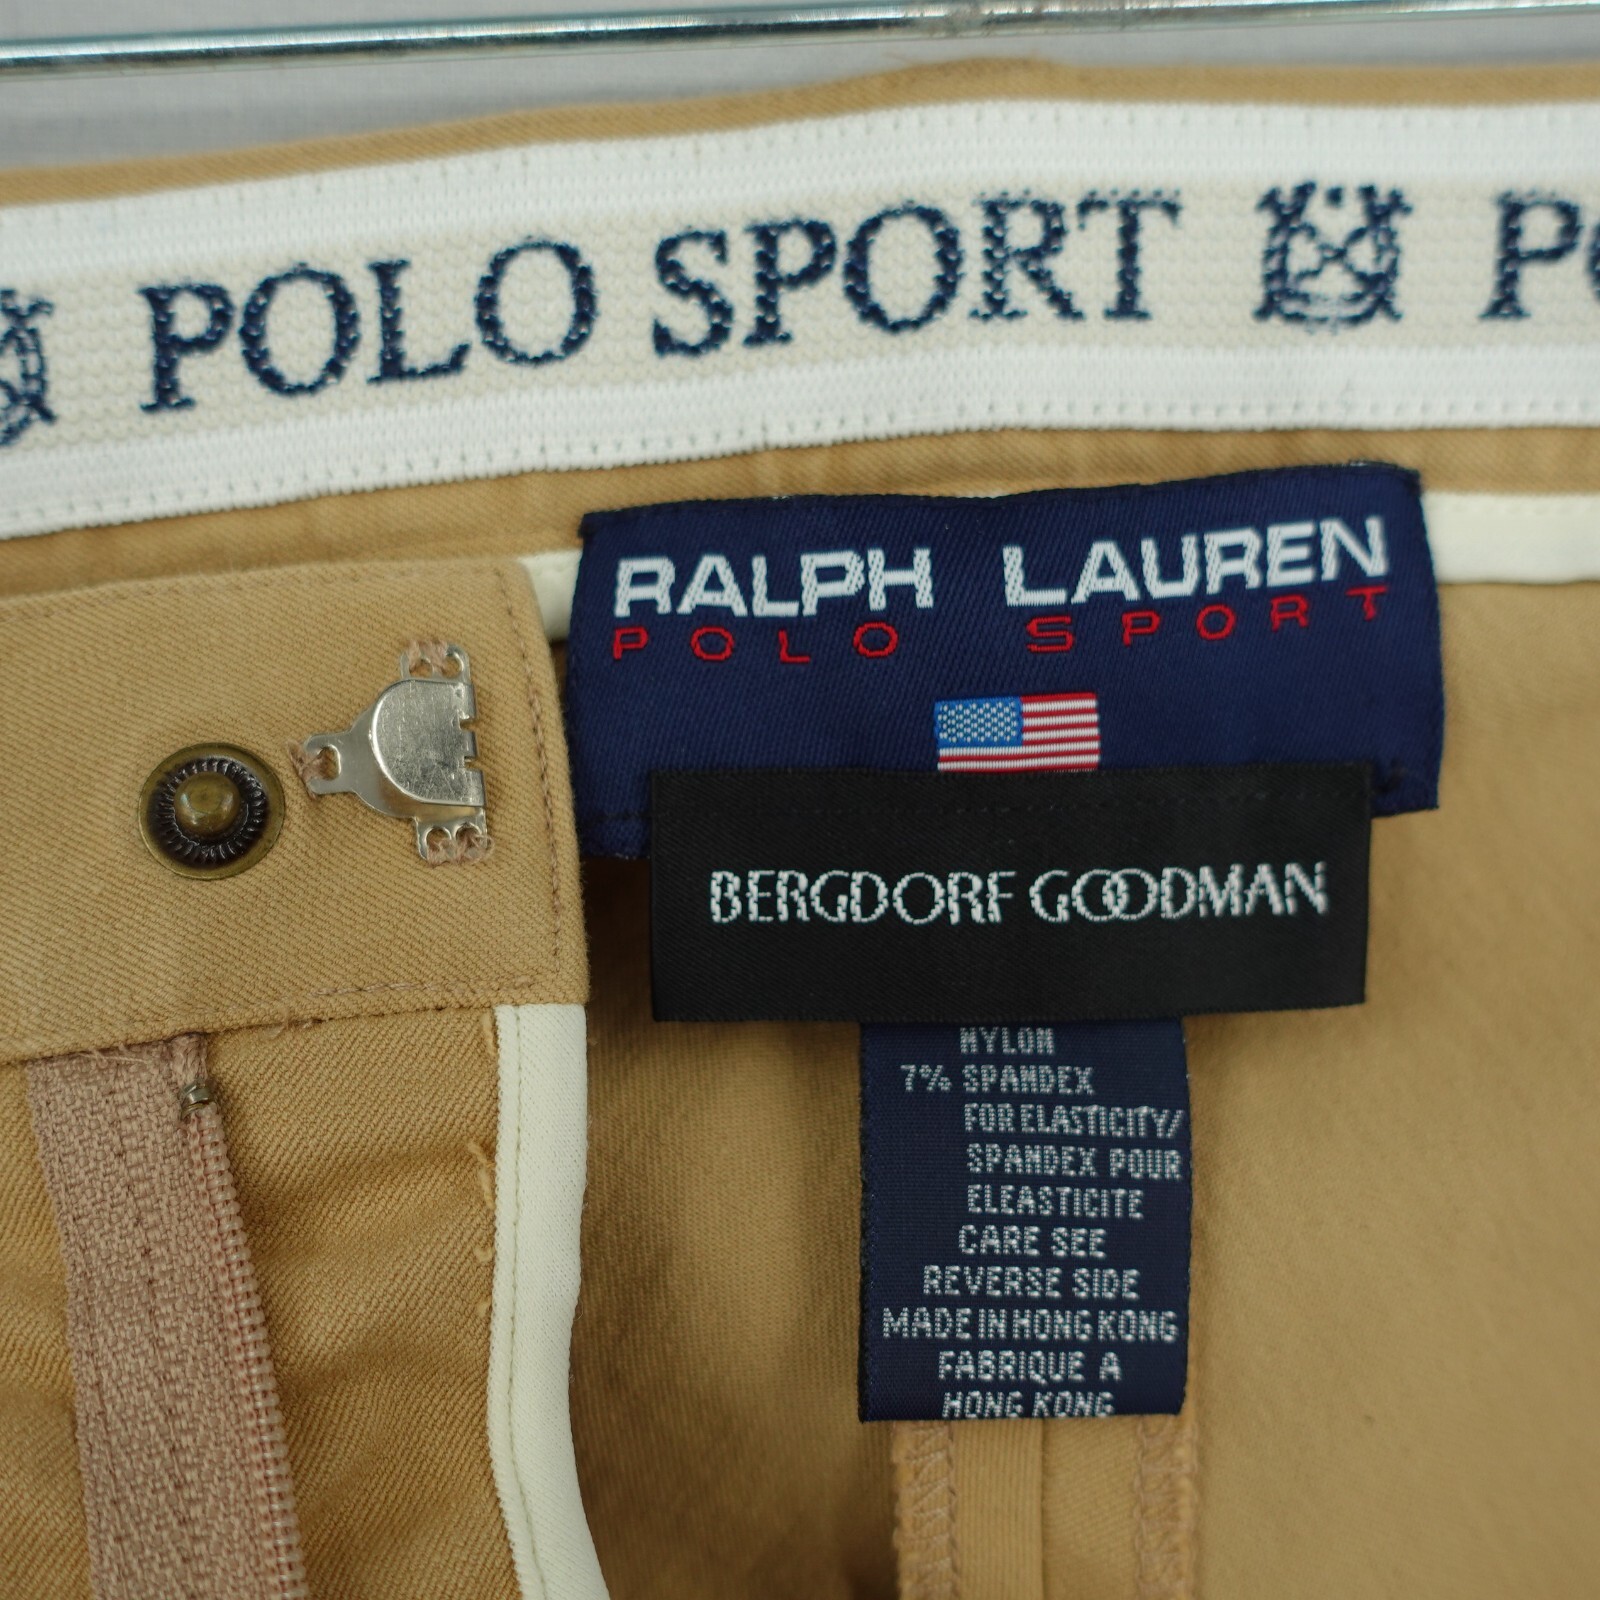 POLO SPORT PO
RALPH LAUREN
POLO SPORT
BERGDORF GOODMAN
NYLON
7% SPANDEX
FOR ELASTICITY/
SPANDEX POUR
ELEASTICITE
CARE SEE
REVERSE SIDE
MADE IN HONG KONG
FABRIQUE A
HONG KONG